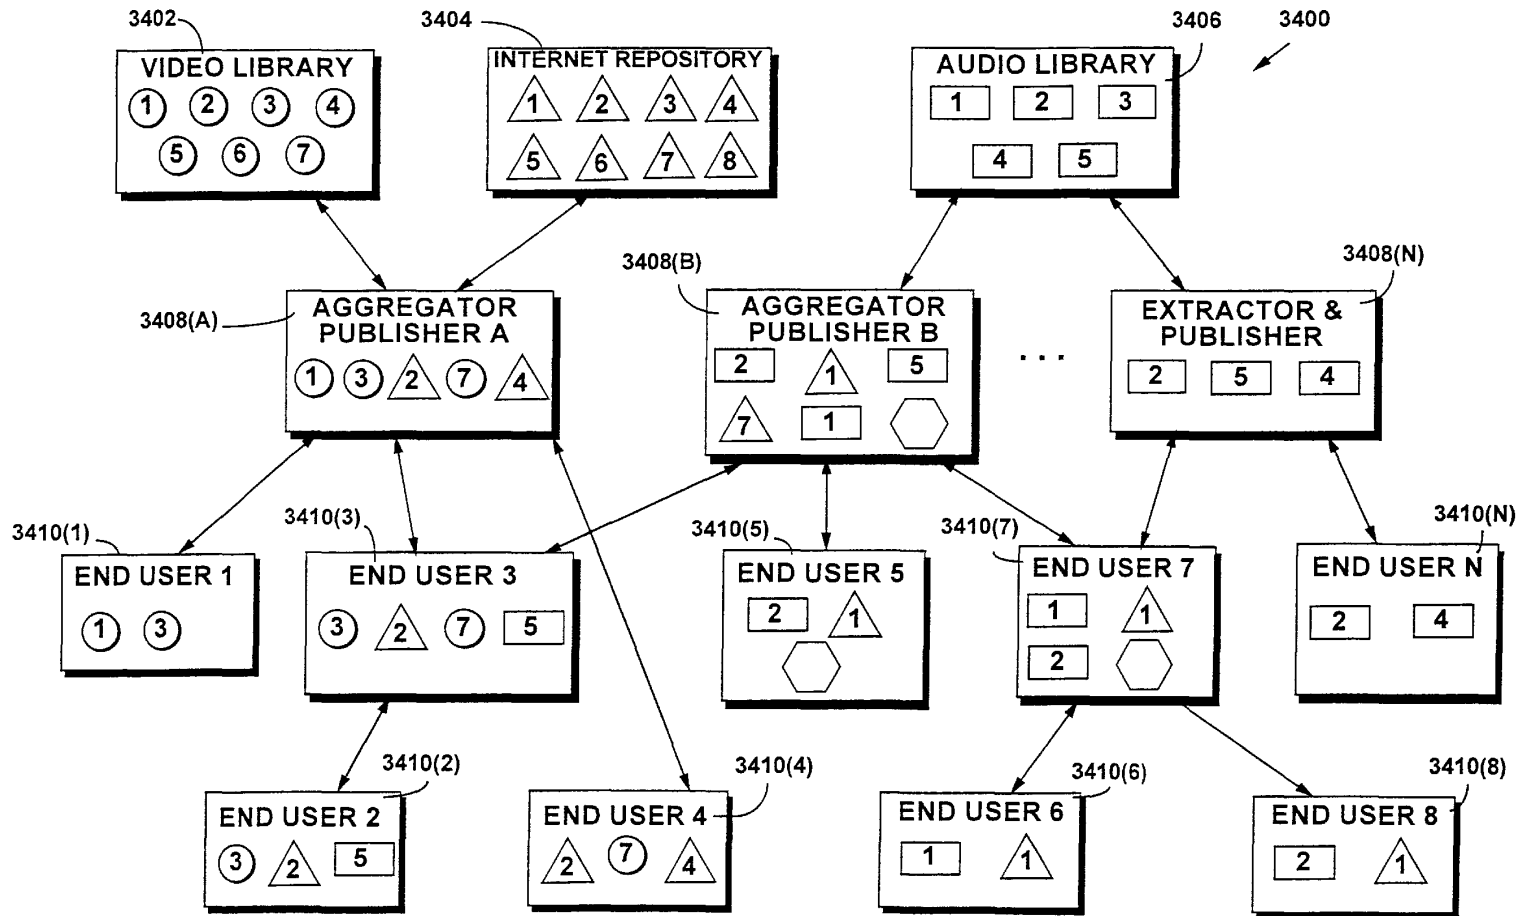 3402
3404
3406
3400
VIDEO LIBRARY
1 2 3 4
5 6 7
INTERNET REPOSITORY
1 2 3 4
5 6 7 8
AUDIO LIBRARY
1 2 3
4 5
3408(A)
AGGREGATOR
PUBLISHER A
1 3 2 7 4
3408(B)
AGGREGATOR
PUBLISHER B
2 1 5
7 1
. . .
3408(N)
EXTRACTOR &
PUBLISHER
2 5 4
3410(1)
END USER 1
1 3
3410(3)
END USER 3
3 2 7 5
3410(5)
END USER 5
2 1
3410(7)
END USER 7
1 1
2
3410(N)
END USER N
2 4
3410(2)
END USER 2
3 2 5
3410(4)
END USER 4
2 7 4
3410(6)
END USER 6
1 1
3410(8)
END USER 8
2 1